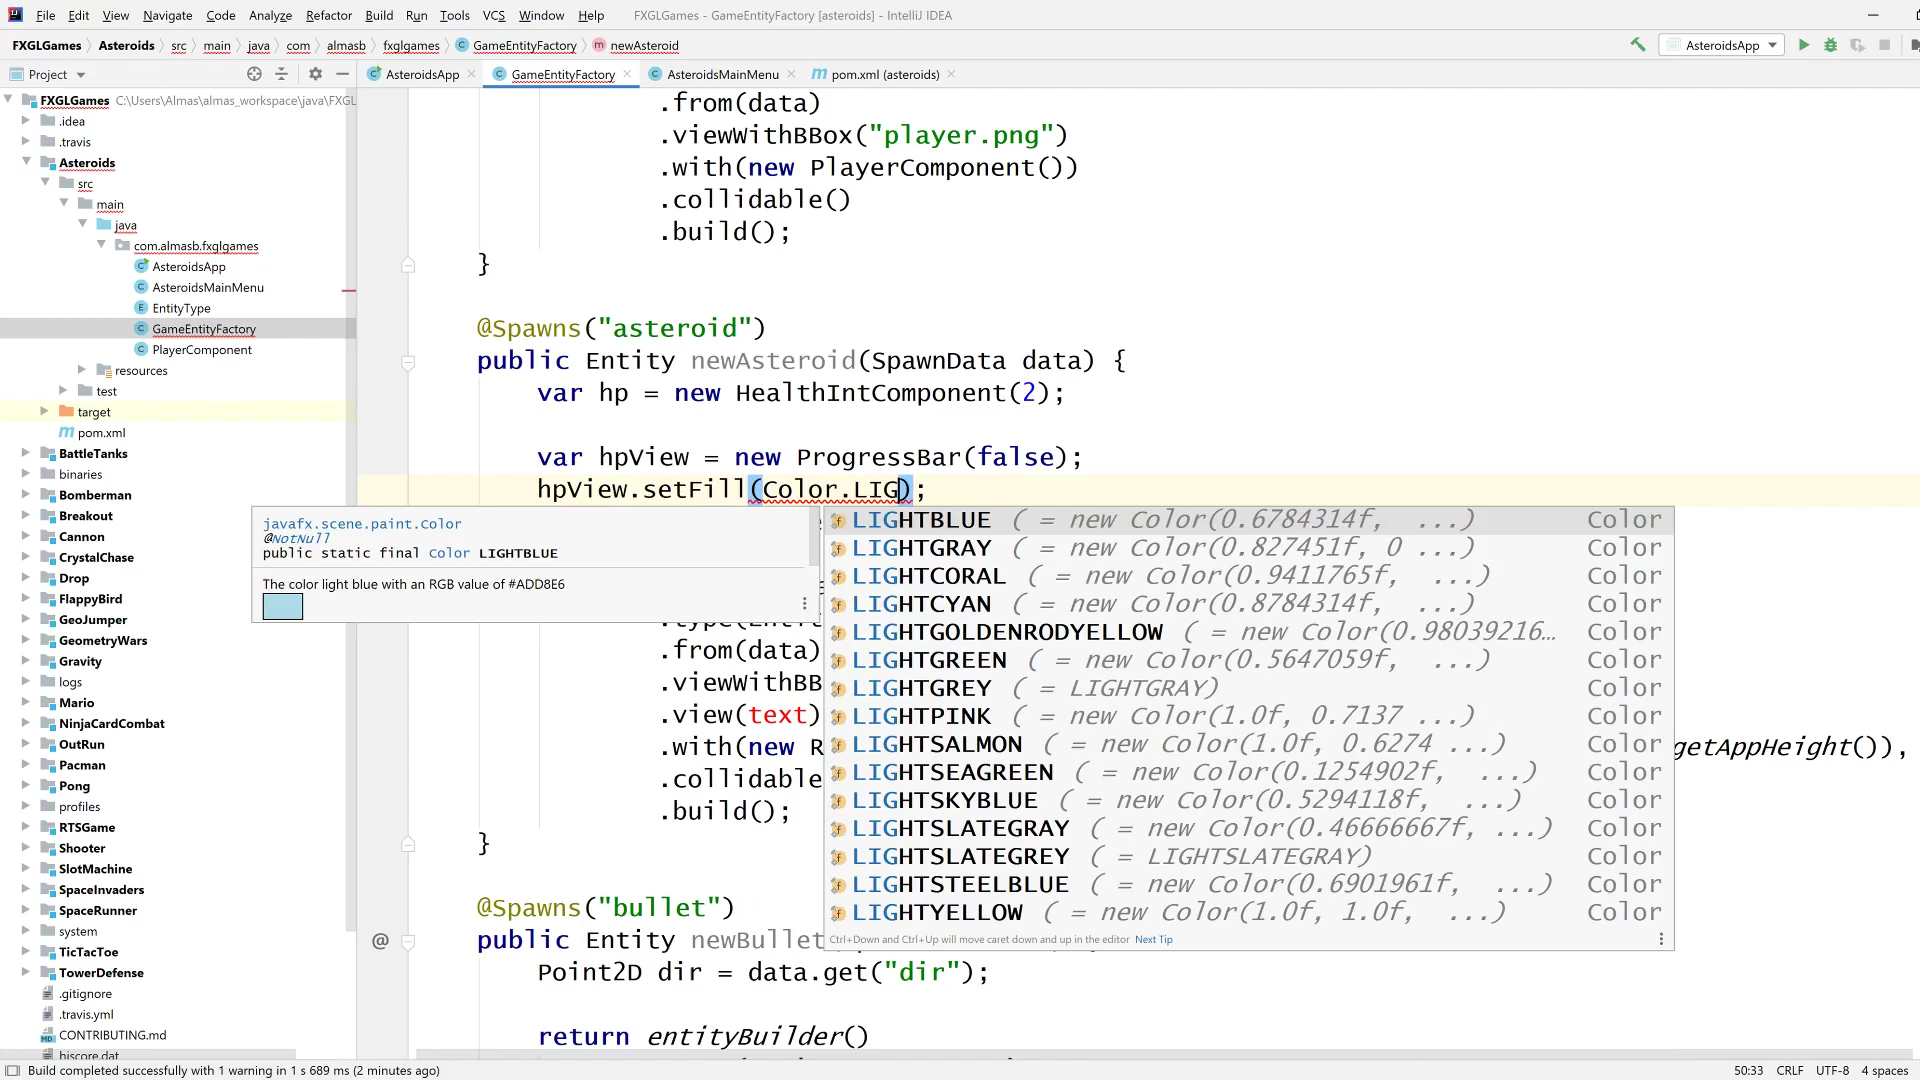 File Edit View Navigate Code Analyze Refactor Build Run Tools VCS Window Help FXGLGames - GameEntityFactory [asteroids] - IntelliJ IDEA
FXGLGames Asteroids src main java com almasb fxglgames GameEntityFactory newAsteroid AsteroidsApp
Project AsteroidsApp GameEntityFactory AsteroidsMainMenu pom.xml (asteroids)
FXGLGames C:\Users\Almas\almas_workspace\java\FXGL
.idea
.travis
Asteroids
src
main
java
com.almasb.fxglgames
AsteroidsApp
AsteroidsMainMenu
EntityType
GameEntityFactory
PlayerComponent
resources
test
target
pom.xml
BattleTanks
binaries
Bomberman
Breakout
Cannon
CrystalChase
Drop
FlappyBird
GeoJumper
GeometryWars
Gravity
logs
Mario
NinjaCardCombat
OutRun
Pacman
Pong
profiles
RTSGame
Shooter
SlotMachine
SpaceInvaders
SpaceRunner
system
TicTacToe
TowerDefense
.gitignore
.travis.yml
CONTRIBUTING.md
hiscore.dat
.from(data)
.viewWithBBox("player.png")
.with(new PlayerComponent())
.collidable()
.build();
}
@Spawns("asteroid")
public Entity newAsteroid(SpawnData data) {
var hp = new HealthIntComponent(2);
var hpView = new ProgressBar(false);
hpView.setFill(Color.LIG);
javafx.scene.paint.Color
@NotNull
public static final Color LIGHTBLUE
The color light blue with an RGB value of #ADD8E6
LIGHTBLUE ( = new Color(0.6784314f, ...) Color
LIGHTGRAY ( = new Color(0.827451f, 0 ...) Color
LIGHTCORAL ( = new Color(0.9411765f, ...) Color
LIGHTCYAN ( = new Color(0.8784314f, ...) Color
LIGHTGOLDENRODYELLOW ( = new Color(0.98039216… Color
LIGHTGREEN ( = new Color(0.5647059f, ...) Color
LIGHTGREY ( = LIGHTGRAY) Color
LIGHTPINK ( = new Color(1.0f, 0.7137 ...) Color
LIGHTSALMON ( = new Color(1.0f, 0.6274 ...) Color
LIGHTSEAGREEN ( = new Color(0.1254902f, ...) Color
LIGHTSKYBLUE ( = new Color(0.5294118f, ...) Color
LIGHTSLATEGRAY ( = new Color(0.46666667f, ...) Color
LIGHTSLATEGREY ( = LIGHTSLATEGRAY) Color
LIGHTSTEELBLUE ( = new Color(0.6901961f, ...) Color
LIGHTYELLOW ( = new Color(1.0f, 1.0f, ...) Color
Ctrl+Down and Ctrl+Up will move caret down and up in the editor Next Tip
.from(data)
.viewWithBB
.view(text)
.with(new R getAppHeight()),
.collidable
.build();
}
@Spawns("bullet")
public Entity newBullet
Point2D dir = data.get("dir");
return entityBuilder()
Build completed successfully with 1 warning in 1 s 689 ms (2 minutes ago) 50:33 CRLF UTF-8 4 spaces